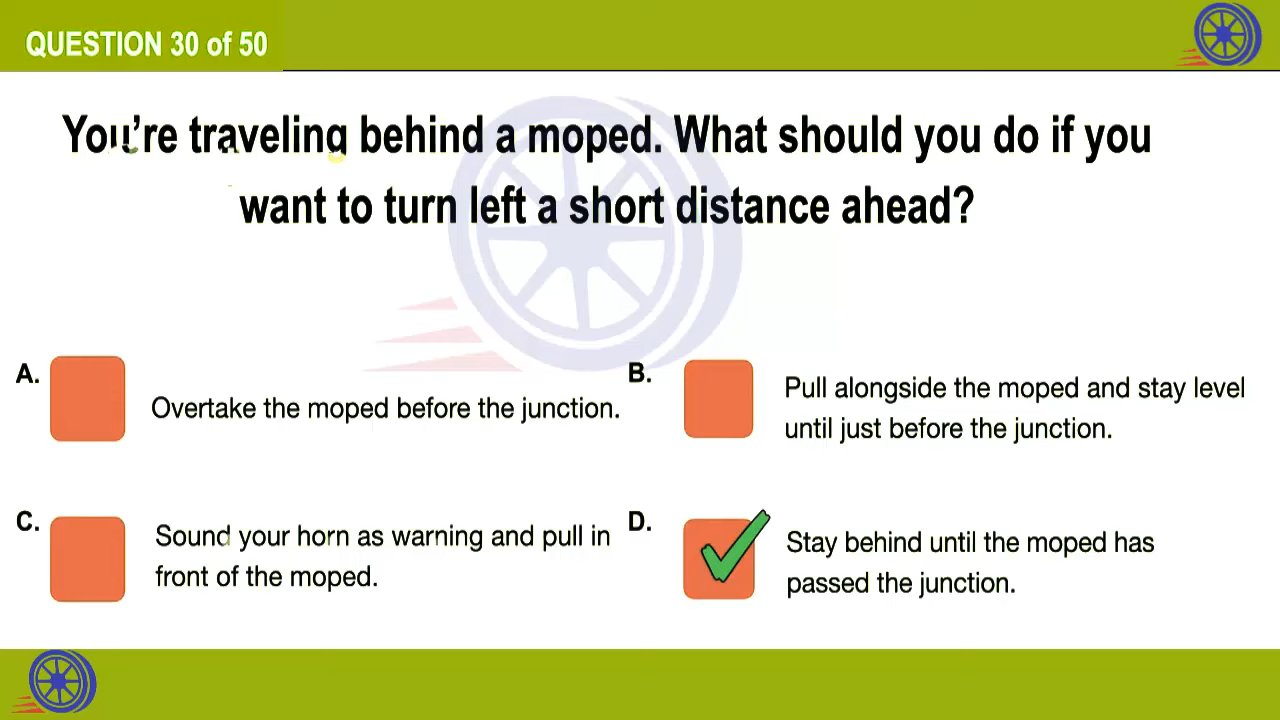 QUESTION 30 of 50
You’re traveling behind a moped. What should you do if you
want to turn left a short distance ahead?
A.
Overtake the moped before the junction.
B.
Pull alongside the moped and stay level
until just before the junction.
C.
Sound your horn as warning and pull in
front of the moped.
D.
Stay behind until the moped has
passed the junction.